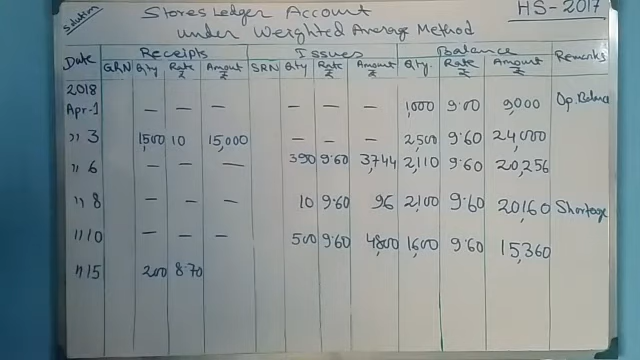 Solution
Stores Ledger Account HS-2017
under Weighted Average Method
Date Receipts Issues Balance Remarks
GRN Qty Rate ₹ Amount ₹ SRN Qty Rate ₹ Amount ₹ Qty. Rate ₹ Amount ₹
2018
Apr-1 — — — — — — 1,000 9.00 9,000 Op. Balance
" 3 1500 10 15,000 — — — 2,500 9.60 24,000
" 6 — — — 390 9.60 3,744 2,110 9.60 20,256
" 8 — — — 10 9.60 96 2,100 9.60 20,160 Shortage
" 10 — — — 500 9.60 4,800 1,600 9.60 15,360
" 15 200 8.70